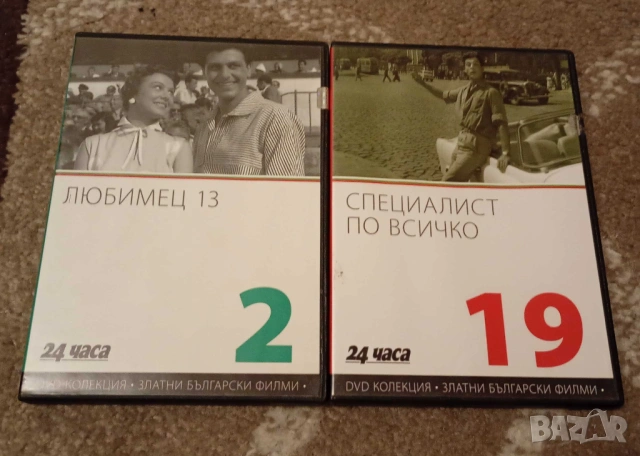 ЛЮБИМЕЦ 13
2
24 часа
КОЛЕКЦИЯ • ЗЛАТНИ БЪЛГАРСКИ ФИЛМИ •
СПЕЦИАЛИСТ
ПО ВСИЧКО
19
24 часа
DVD КОЛЕКЦИЯ • ЗЛАТНИ БЪЛГАРСКИ ФИЛМИ •
BAZAR